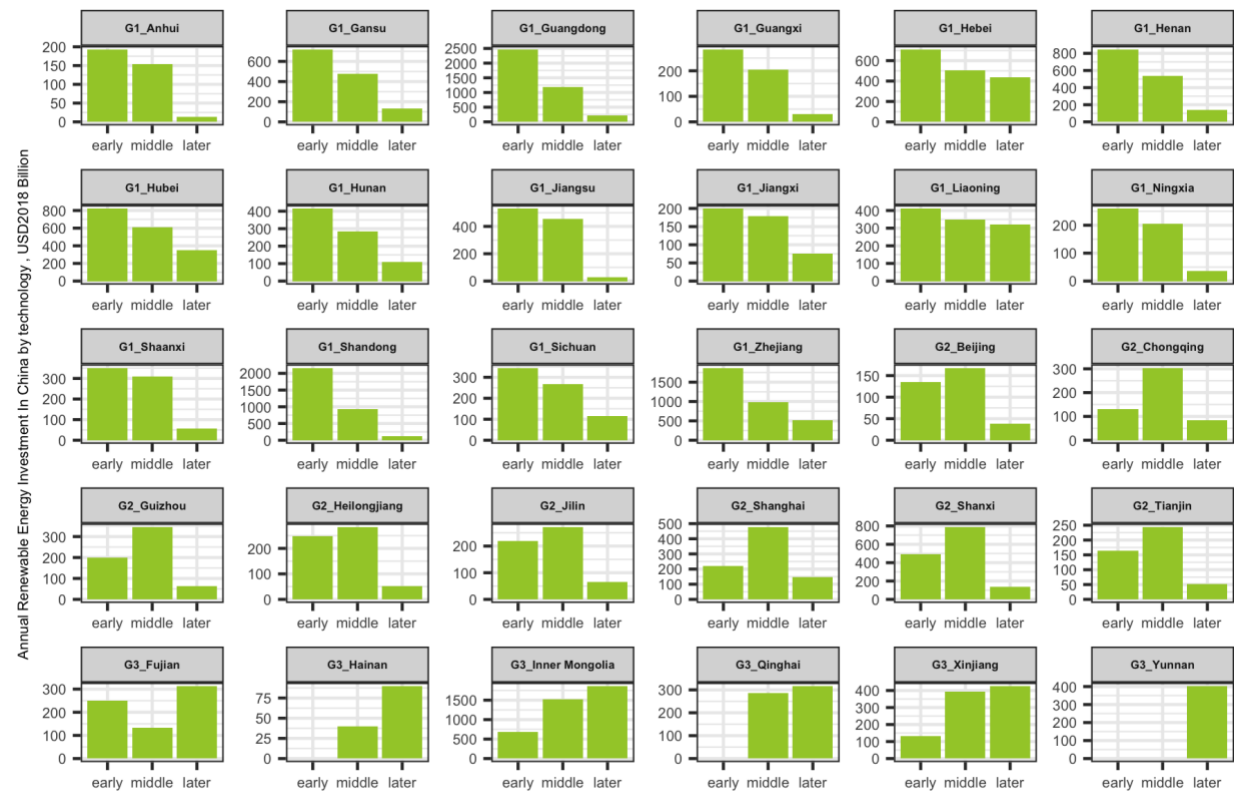 Annual Renewable Energy Investment In China by technology , USD2018 Billion
G1_Anhui G1_Gansu G1_Guangdong G1_Guangxi G1_Hebei G1_Henan
200 600 2500 200 600 800
150 400 2000 100 400 600
100 200 1500 0 200 400
50 0 1000 0 200
0 500 0
0
early middle later early middle later early middle later early middle later early middle later early middle later
G1_Hubei G1_Hunan G1_Jiangsu G1_Jiangxi G1_Liaoning G1_Ningxia
800 400 400 200 400 200
600 300 200 150 300 100
400 200 0 100 200 0
200 100 50 100
0 0 0 0
early middle later early middle later early middle later early middle later early middle later early middle later
G1_Shaanxi G1_Shandong G1_Sichuan G1_Zhejiang G2_Beijing G2_Chongqing
300 2000 300 1500 150 300
200 1500 200 1000 100 200
100 1000 100 500 50 100
0 500 0 0 0 0
0
early middle later early middle later early middle later early middle later early middle later early middle later
G2_Guizhou G2_Heilongjiang G2_Jilin G2_Shanghai G2_Shanxi G2_Tianjin
300 200 200 500 800 250
200 100 100 400 600 200
100 0 0 300 400 150
0 200 200 100
100 0 50
0 0
early middle later early middle later early middle later early middle later early middle later early middle later
G3_Fujian G3_Hainan G3_Inner Mongolia G3_Qinghai G3_Xinjiang G3_Yunnan
300 75 1500 300 400 400
200 50 1000 200 300 300
100 25 500 100 200 200
0 0 0 0 100 100
0 0
early middle later early middle later early middle later early middle later early middle later early middle later